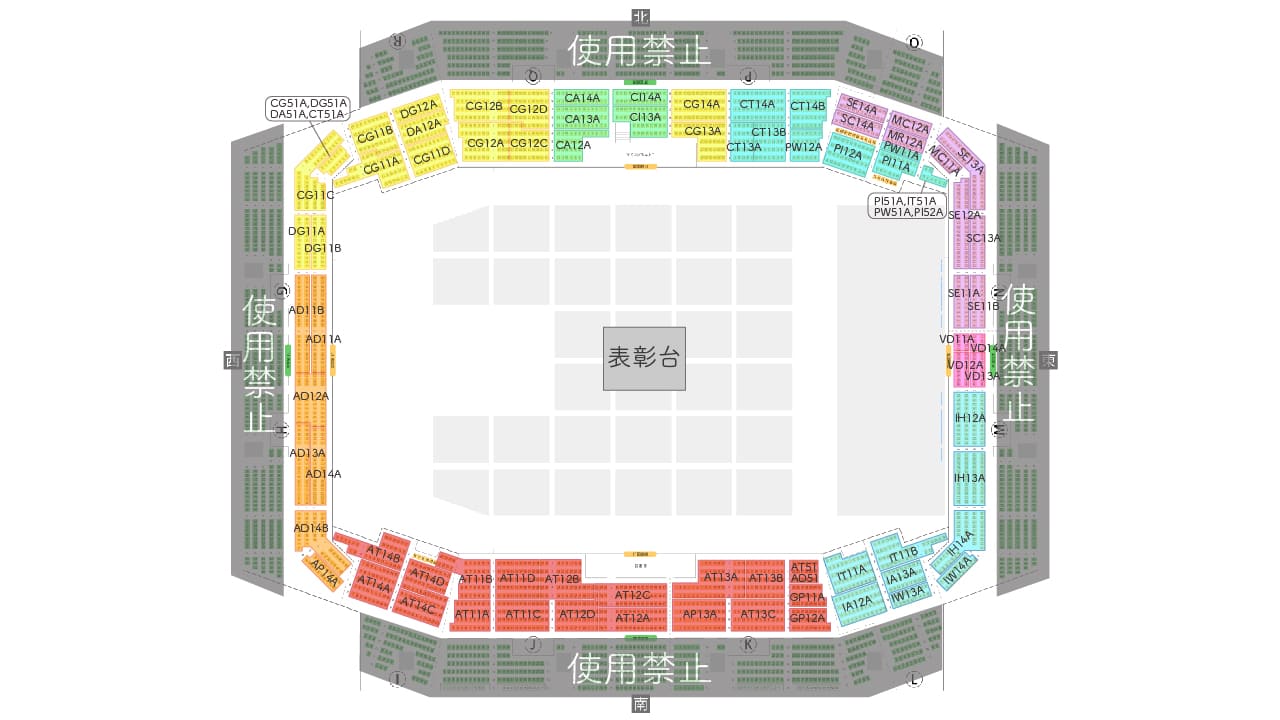 北
R
O
使用禁止
Q
P
CG51A,DG51A
DA51A,CT51A
DG12A
CG11B
DA12A
CG11A
CG11D
CG12B
CG12D
CG12A
CG12C
CA14A
CA13A
CA12A
CI14A
CI13A
CG14A
CG13A
CT14A
CT13B
CT13A
CT14B
PW12A
SE14A
SC14A
PI12A
MC12A
MR12A
PW11A
PI11A
MC11A
SE13A
PI51A,IT51A
PW51A,PI52A
CG11C
DG11A
DG11B
SE12A
SC13A
G
N
SE11A
SE11B
AD11B
AD11A
使用禁止
使用禁止
VD11A
VD14A
VD12A
VD13A
西
東
表彰台
AD12A
H
M
AD13A
AD14A
IH12A
IH13A
AD14B
AP14A
IH14A
IW14A
AT14B
AT14A
AT14D
AT14C
AT11B
AT11D
AT12B
AT11A
AT11C
AT12D
AT12C
AT12A
AT13A
AT13B
AP13A
AT13C
AT51
AD51
GP11A
GP12A
IT11A
IA12A
IT11B
IA13A
IW13A
J
K
使用禁止
I
L
南